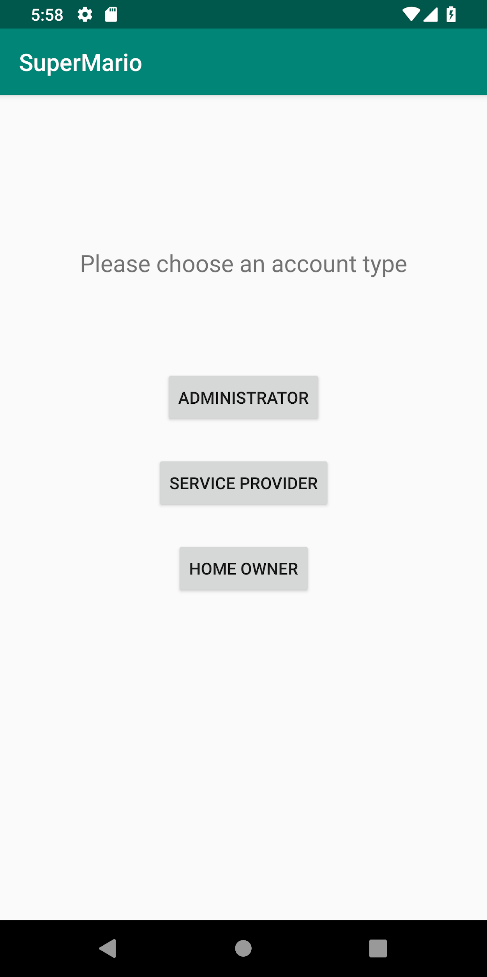 5:58
SuperMario
Please choose an account type
ADMINISTRATOR
SERVICE PROVIDER
HOME OWNER